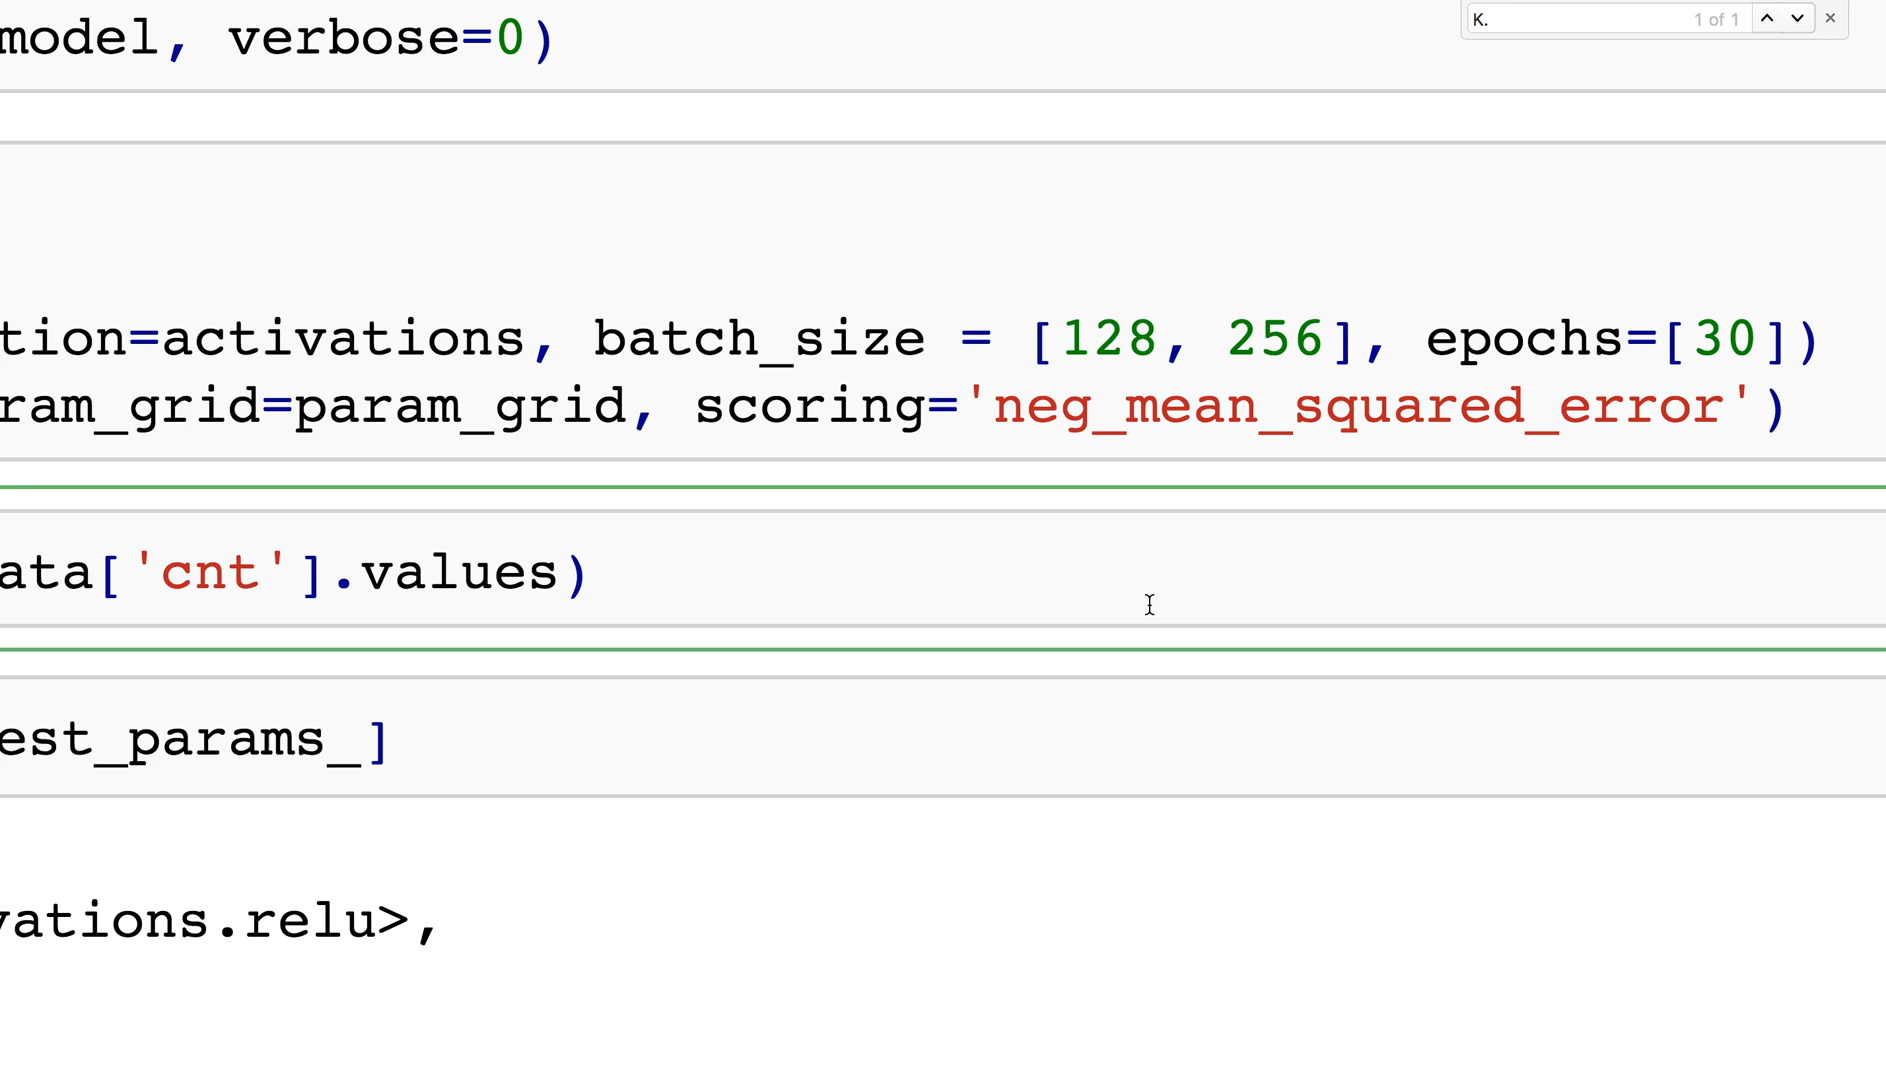 K. 1 of 1
model, verbose=0)
tion=activations, batch_size = [128, 256], epochs=[30])
ram_grid=param_grid, scoring='neg_mean_squared_error')
ata['cnt'].values)
est_params_]
vations.relu>,